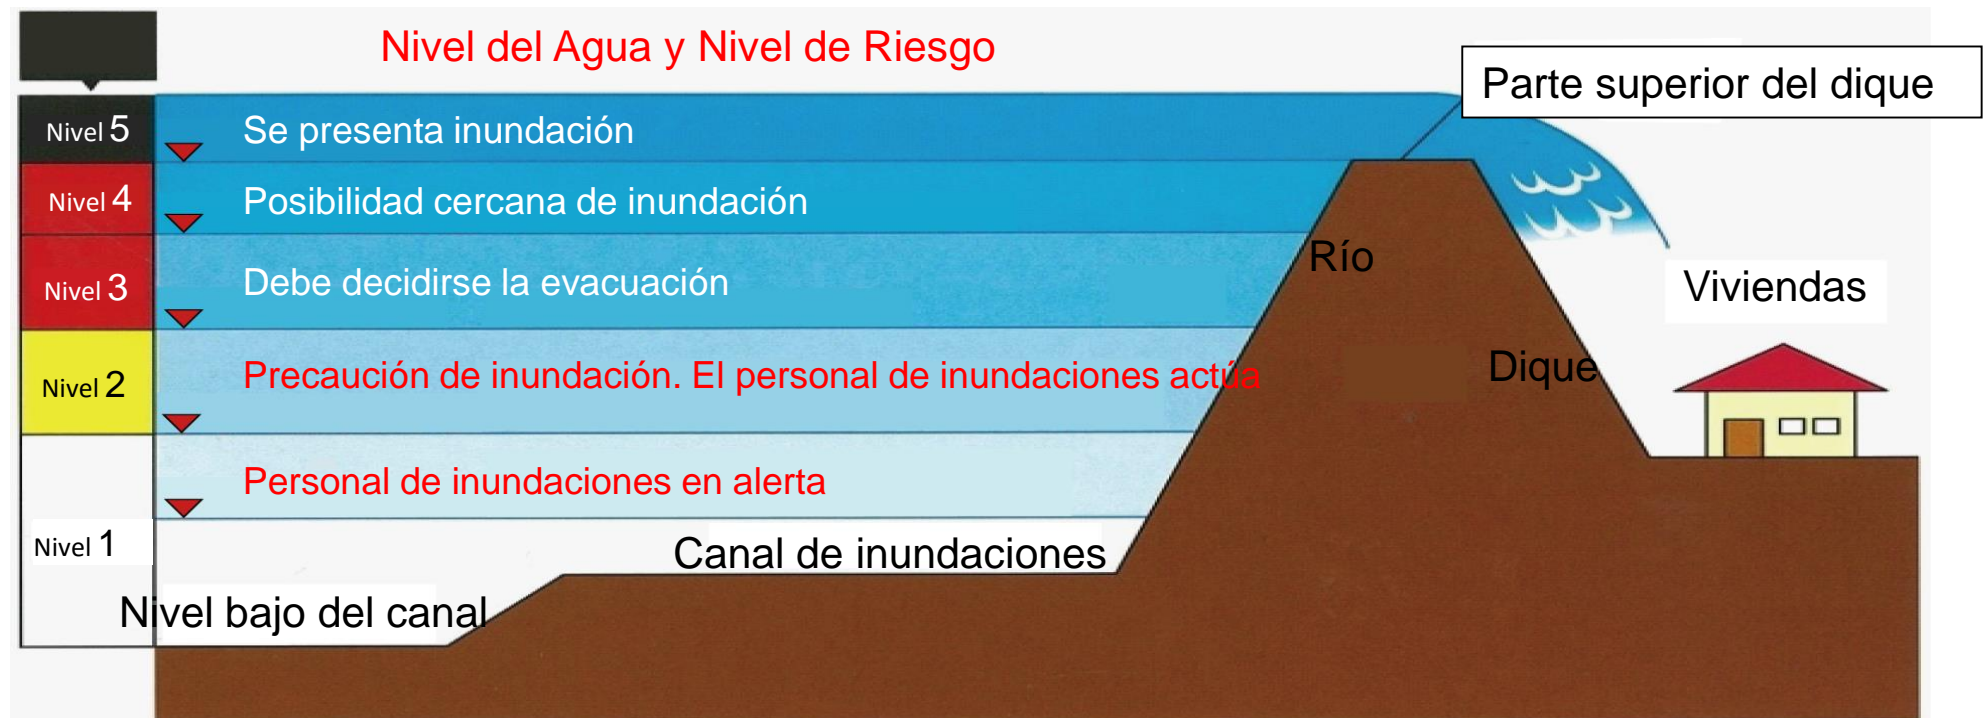 Nivel del Agua y Nivel de Riesgo
Parte superior del dique
Nivel 5
Se presenta inundación
Nivel 4
Posibilidad cercana de inundación
Río
Nivel 3
Debe decidirse la evacuación
Viviendas
Nivel 2
Precaución de inundación. El personal de inundaciones actúa
Dique
Personal de inundaciones en alerta
Nivel 1
Canal de inundaciones
Nivel bajo del canal